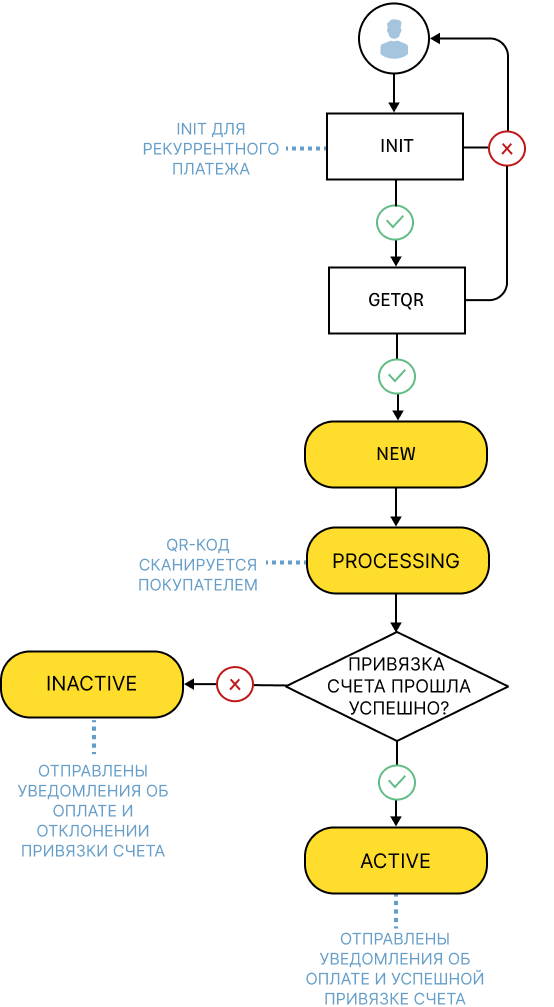 INIT ДЛЯ
РЕКУРРЕНТНОГО
ПЛАТЕЖА
INIT
GETQR
NEW
QR-КОД
СКАНИРУЕТСЯ
ПОКУПАТЕЛЕМ
PROCESSING
ПРИВЯЗКА
СЧЕТА ПРОШЛА
УСПЕШНО?
INACTIVE
ОТПРАВЛЕНЫ
УВЕДОМЛЕНИЯ ОБ
ОПЛАТЕ И
ОТКЛОНЕНИИ
ПРИВЯЗКИ СЧЕТА
ACTIVE
ОТПРАВЛЕНЫ
УВЕДОМЛЕНИЯ ОБ
ОПЛАТЕ И УСПЕШНОЙ
ПРИВЯЗКЕ СЧЕТА